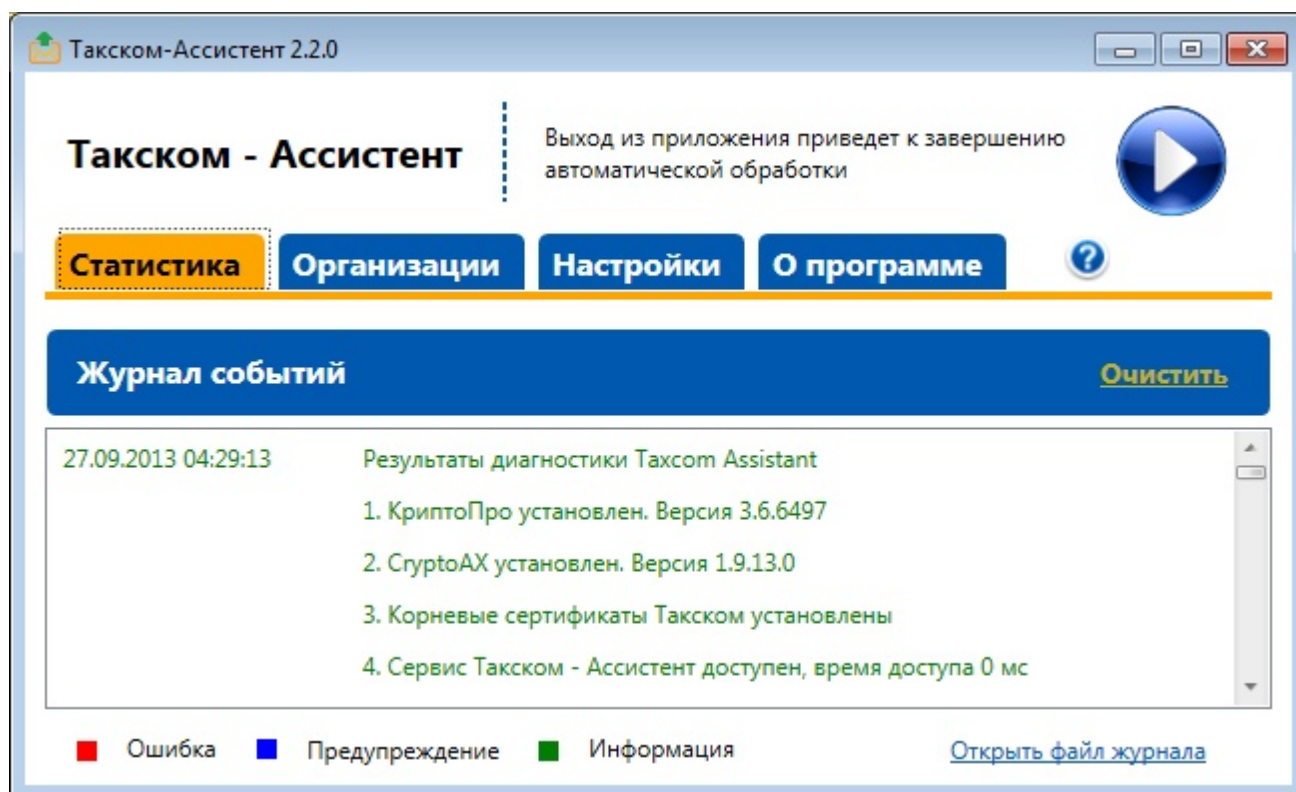 Такском-Ассистент 2.2.0
Такском - Ассистент
Выход из приложения приведет к завершению
автоматической обработки
Статистика Организации Настройки О программе ?
Журнал событий Очистить
27.09.2013 04:29:13 Результаты диагностики Taxcom Assistant
1. КриптоПро установлен. Версия 3.6.6497
2. CryptoAX установлен. Версия 1.9.13.0
3. Корневые сертификаты Такском установлены
4. Сервис Такском - Ассистент доступен, время доступа 0 мс
Ошибка Предупреждение Информация Открыть файл журнала